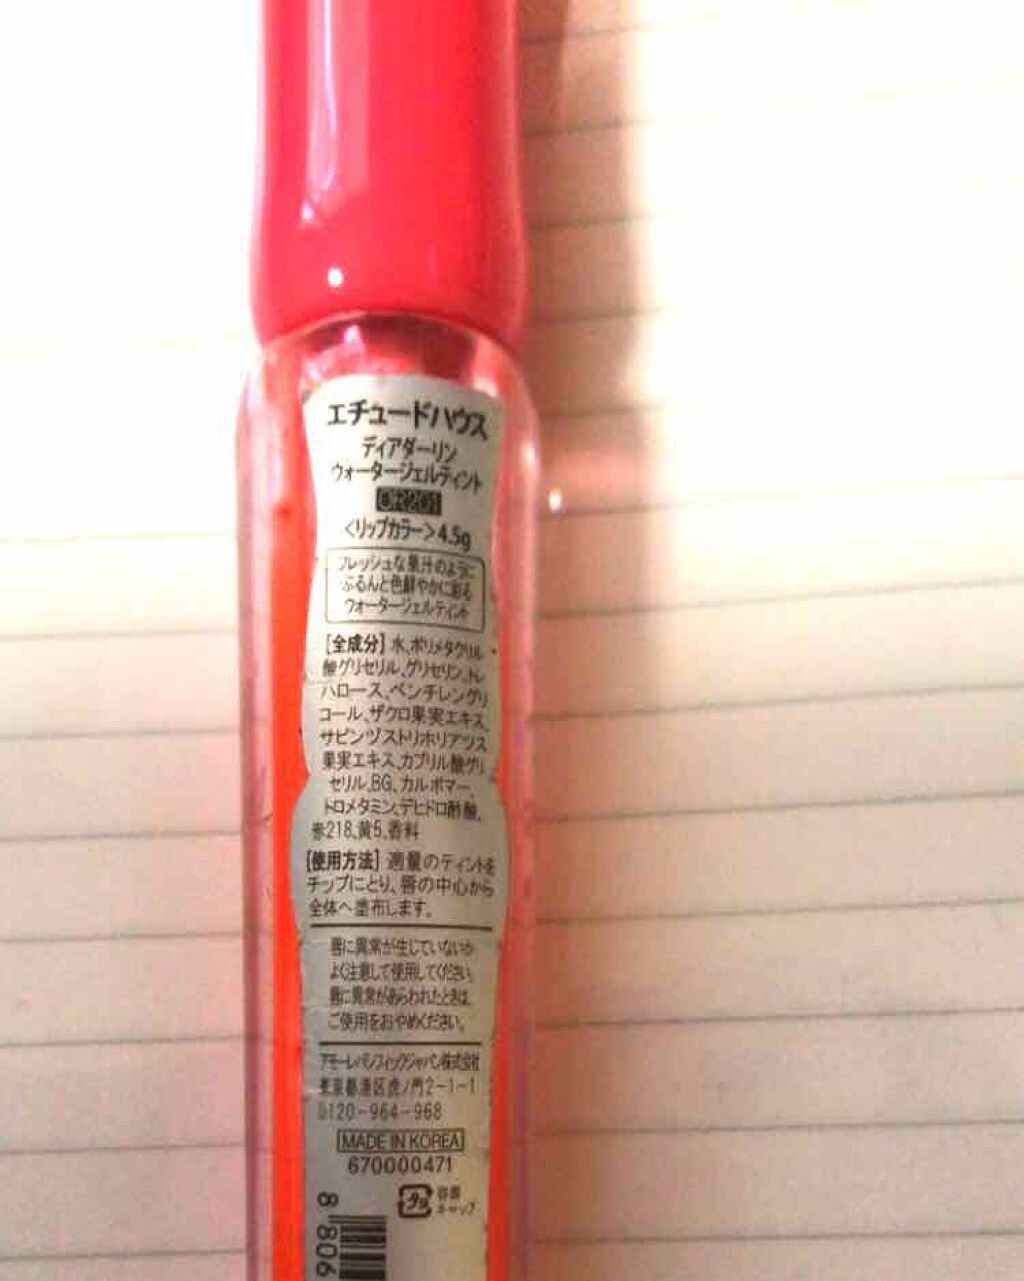 エチュードハウス
ディアダーリン
ウォータージェルティント
OR201
<リップカラー>4.5g
フレッシュな果汁のように
ぷるんと色鮮やかに彩る
ウォータージェルティント
[全成分] 水、ポリメタクリル
酸グリセリル、グリセリン、トレ
ハロース、ペンチレングリ
コール、ザクロ果実エキス、
サピンヅストリホリアツス
果実エキス、カプリル酸グリ
セリル、BG、カルボマー、
トロメタミン、デヒドロ酢酸、
赤218、黄5、香料
[使用方法] 適量のティントを
チップにとり、唇の中心から
全体へ塗布します。
唇に異常が生じていないか
よく注意して使用してください。
唇に異常があらわれたときは、
ご使用をおやめください。
アモーレパシフィックジャパン株式会社
東京都港区虎ノ門2-1-1
0120-964-968
MADE IN KOREA
670000471
プラ 容器
キャップ
8 806